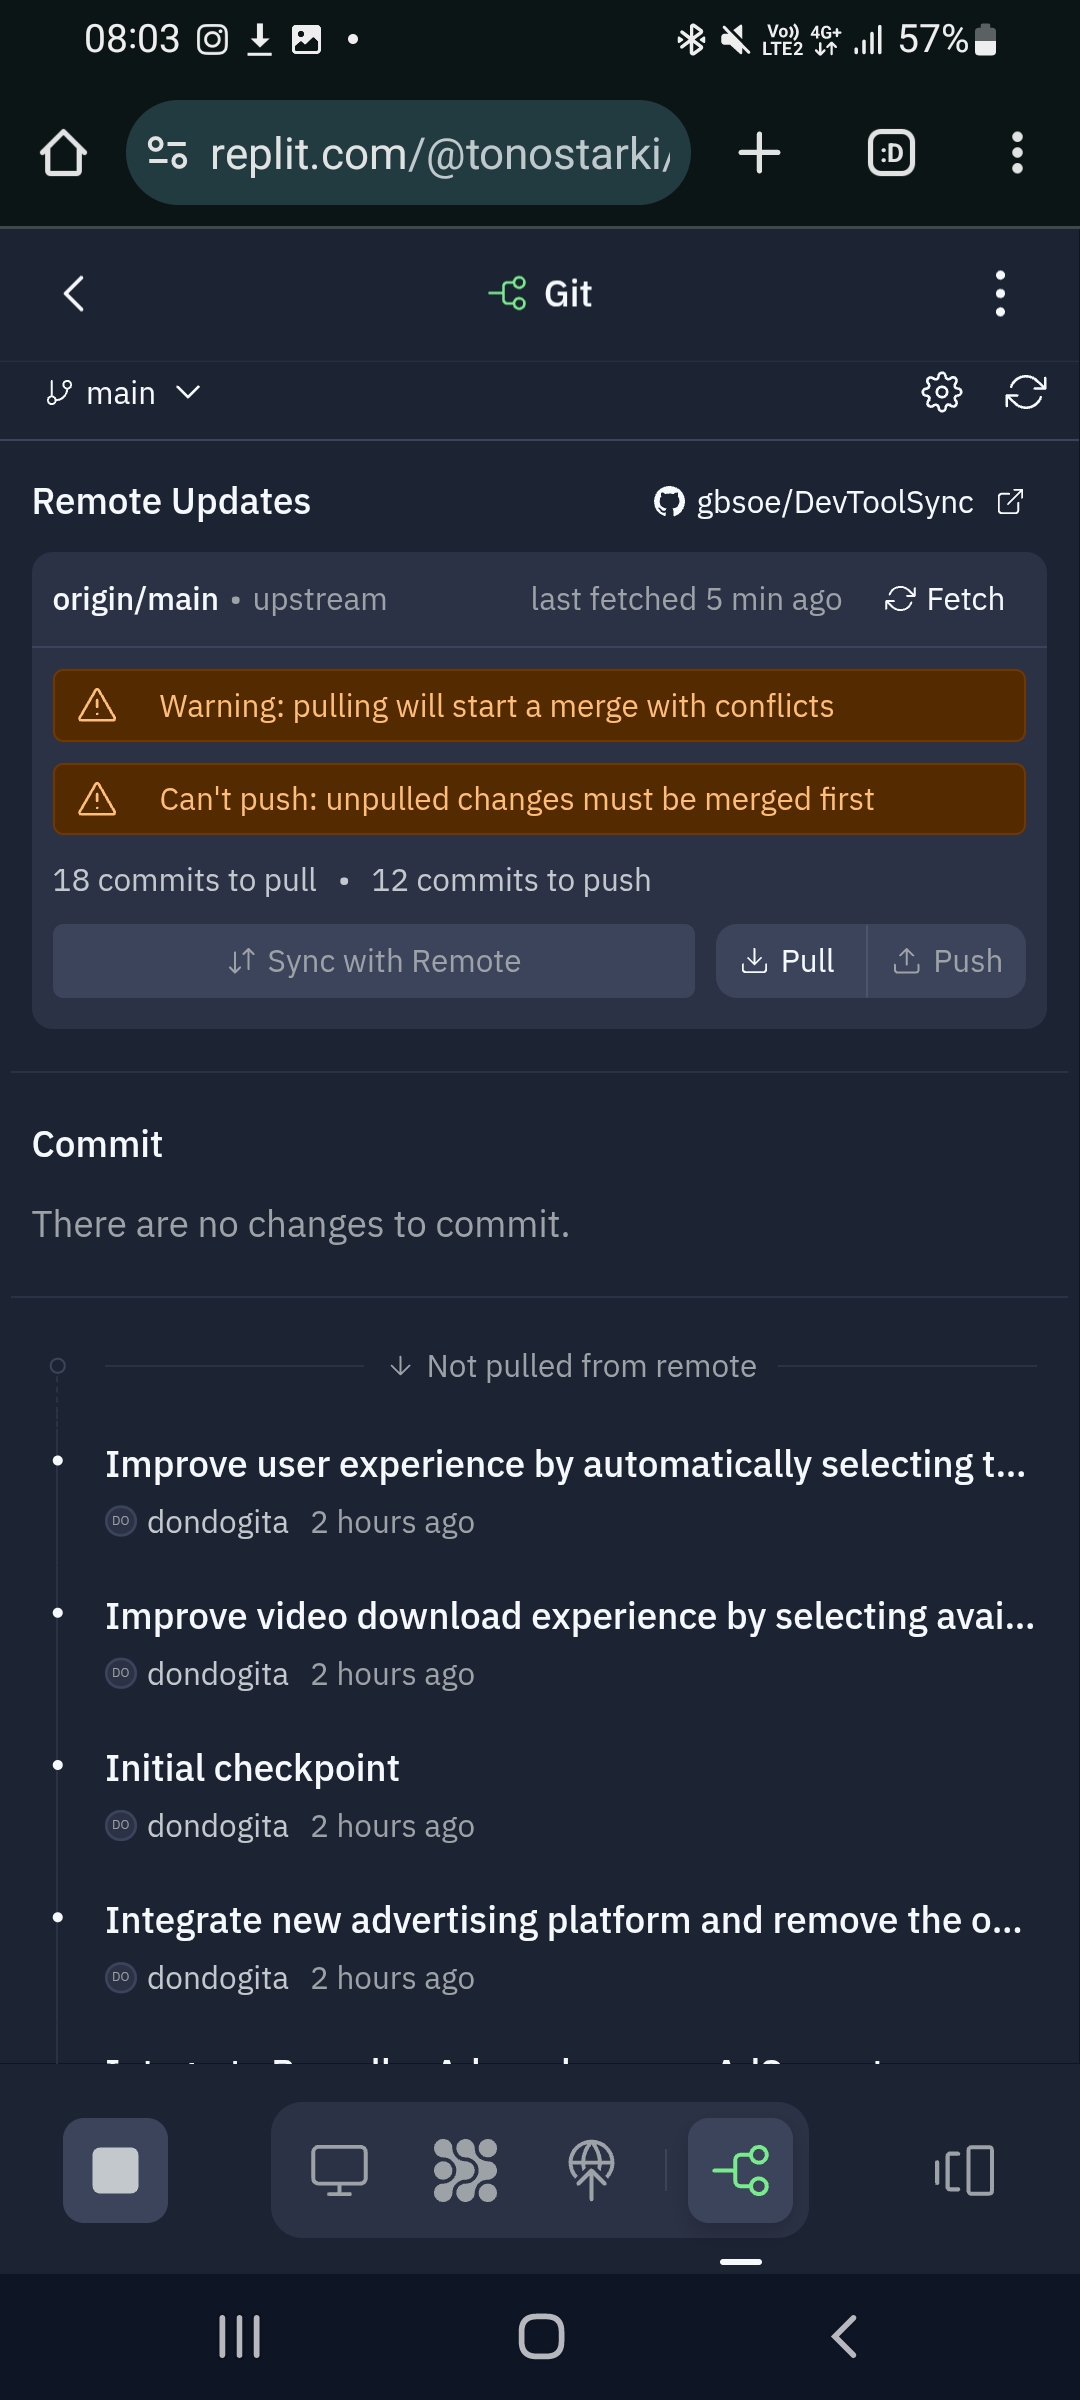 08:03
Vo)) LTE2
4G+
57%
replit.com/@tonostarki/
:D
Git
main
Remote Updates
gbsoe/DevToolSync
origin/main • upstream
last fetched 5 min ago
Fetch
Warning: pulling will start a merge with conflicts
Can't push: unpulled changes must be merged first
18 commits to pull • 12 commits to push
Sync with Remote
Pull
Push
Commit
There are no changes to commit.
Not pulled from remote
Improve user experience by automatically selecting t...
DO dondogita 2 hours ago
Improve video download experience by selecting avai...
DO dondogita 2 hours ago
Initial checkpoint
DO dondogita 2 hours ago
Integrate new advertising platform and remove the o...
DO dondogita 2 hours ago